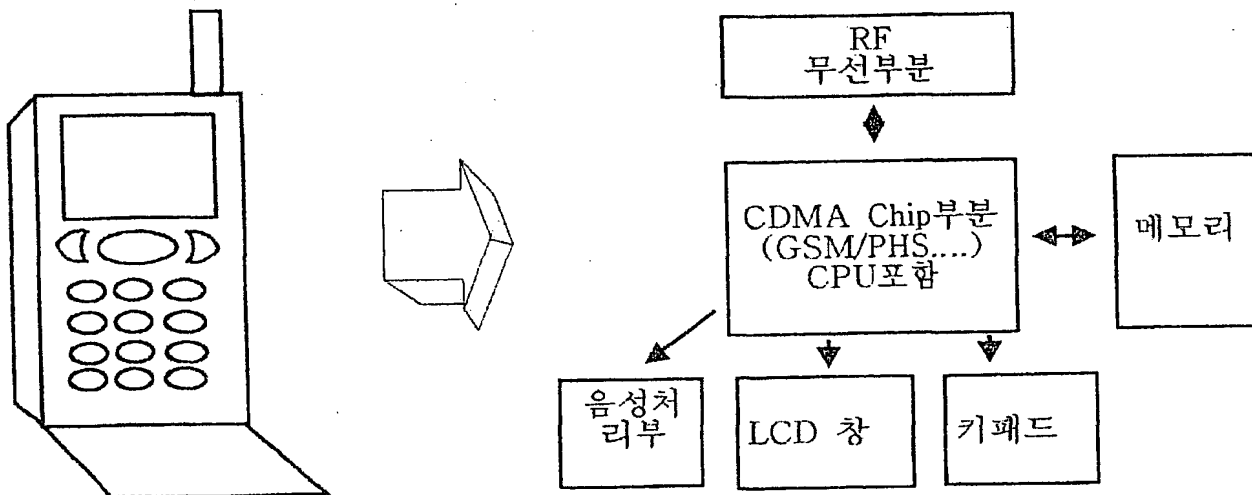 RF
무선부분
CDMA Chip부분
(GSM/PHS....)
CPU포함
메모리
음성처
리부
LCD 창
키패드